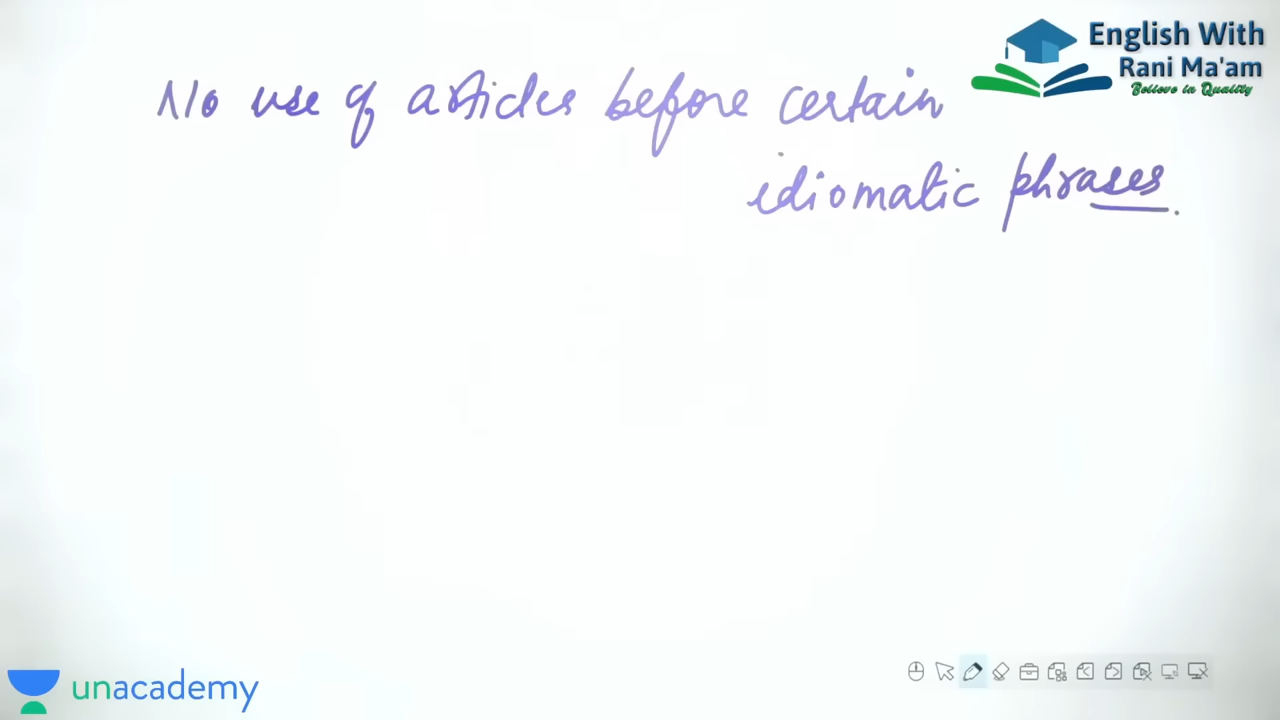 English With
Rani Ma'am
Believe in Quality
No use of articles before certain
idiomatic phrases.
unacademy